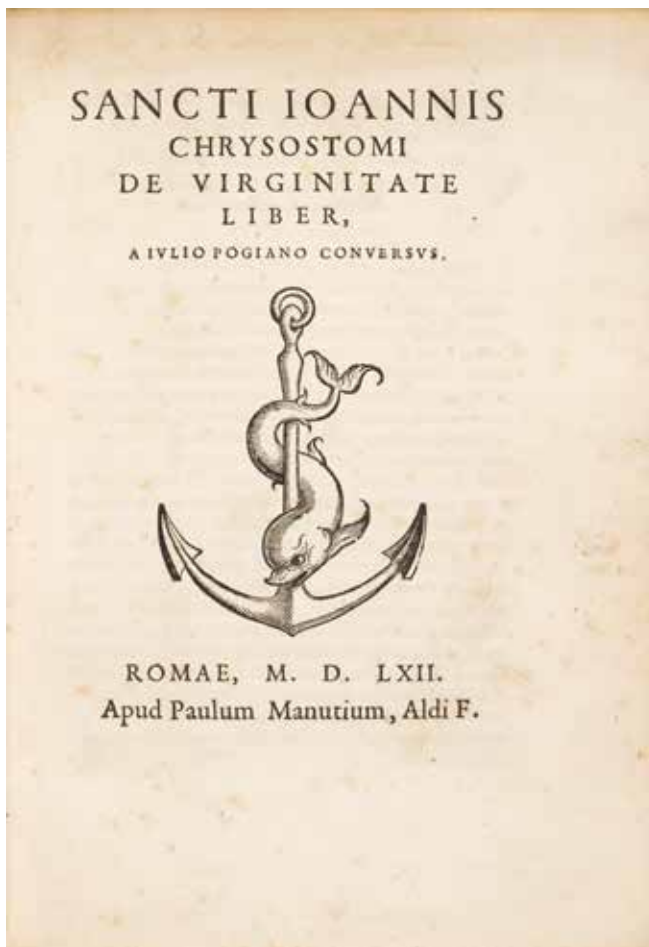 SANCTI IOANNIS
CHRYSOSTOMI
DE VIRGINITATE
LIBER,
A IVLIO POGIANO CONVERSVS.
ROMAE, M. D. LXII.
Apud Paulum Manutium, Aldi F.